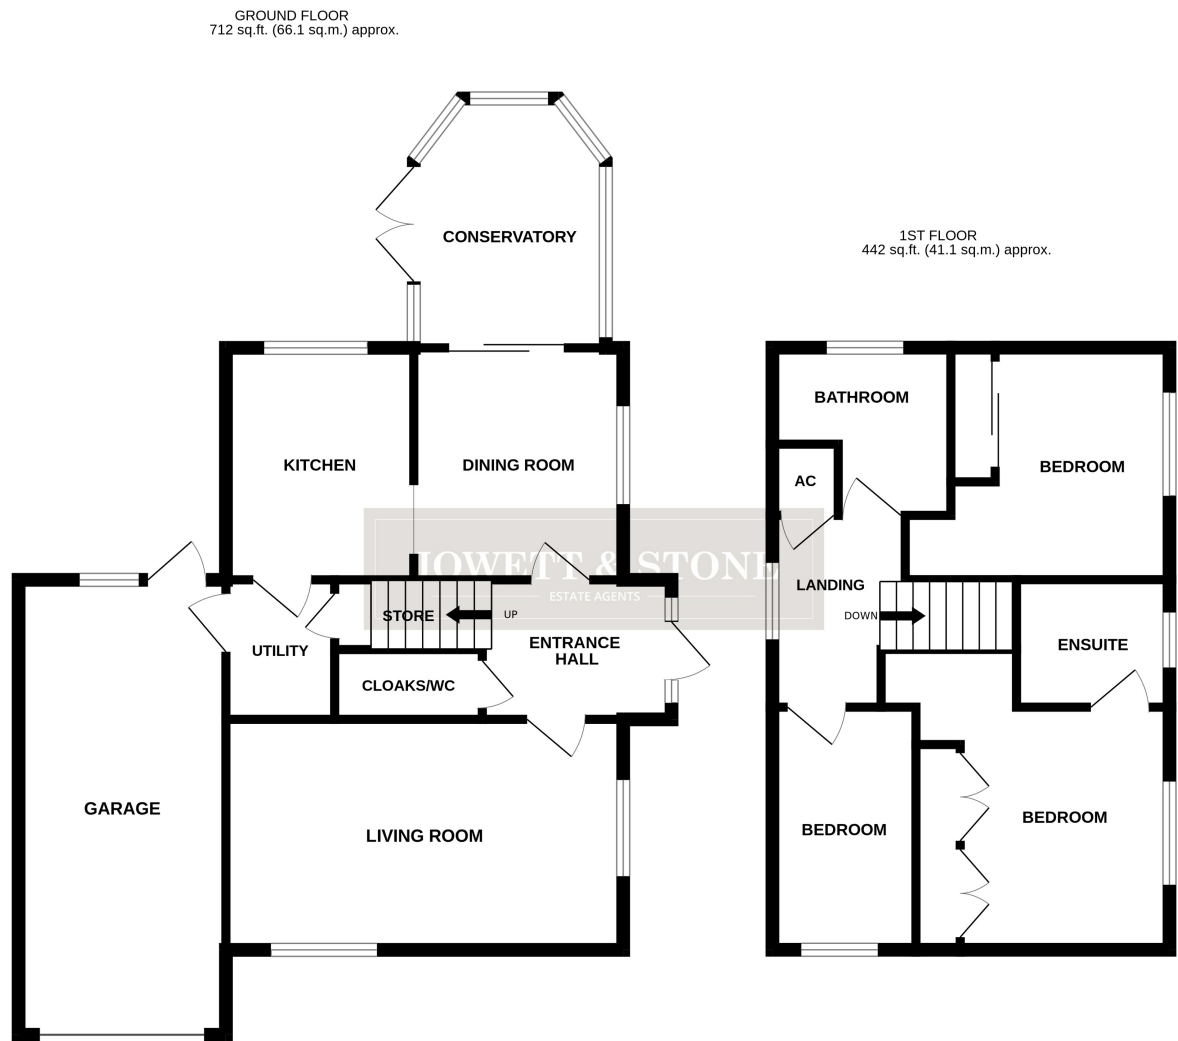 GROUND FLOOR
712 sq.ft. (66.1 sq.m.) approx.
CONSERVATORY
KITCHEN
DINING ROOM
STORE
UP
ENTRANCE
HALL
UTILITY
CLOAKS/WC
GARAGE
LIVING ROOM
1ST FLOOR
442 sq.ft. (41.1 sq.m.) approx.
BATHROOM
BEDROOM
AC
LANDING
DOWN
ENSUITE
BEDROOM
BEDROOM
JOWETT & STONE
ESTATE AGENTS